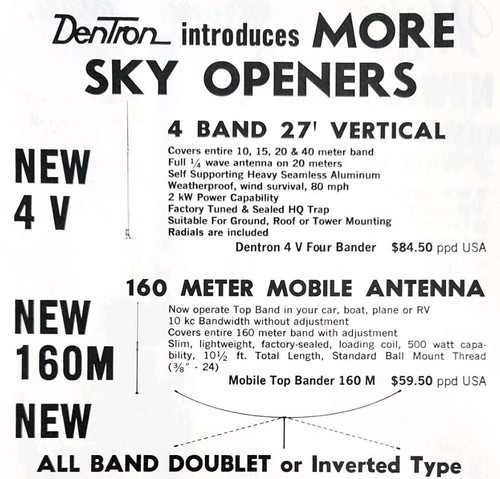 DenTron introduces MORE
SKY OPENERS
NEW
4 V
4 BAND 27' VERTICAL
Covers entire 10, 15, 20 & 40 meter band
Full ¼ wave antenna on 20 meters
Self Supporting Heavy Seamless Aluminum
Weatherproof, wind survival, 80 mph
2 kW Power Capability
Factory Tuned & Sealed HQ Trap
Suitable For Ground, Roof or Tower Mounting
Radials are included
Dentron 4 V Four Bander $84.50 ppd USA
NEW
160M
160 METER MOBILE ANTENNA
Now operate Top Band in your car, boat, plane or RV
10 kc Bandwidth without adjustment
Covers entire 160 meter band with adjustment
Slim, lightweight, factory-sealed, loading coil, 500 watt capa-
bility, 10½ ft. Total Length, Standard Ball Mount Thread
(⅜" - 24)
Mobile Top Bander 160 M $59.50 ppd USA
NEW
ALL BAND DOUBLET or Inverted Type